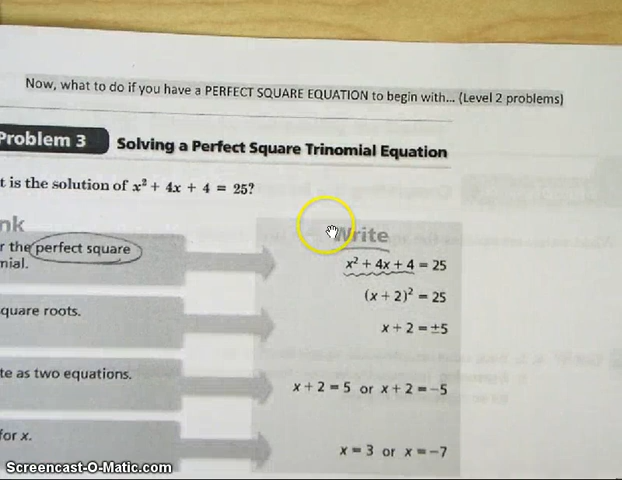 Now, what to do if you have a PERFECT SQUARE EQUATION to begin with... (Level 2 problems)
Problem 3 Solving a Perfect Square Trinomial Equation
t is the solution of x² + 4x + 4 = 25?
nk
Write
r the perfect square
nial.
x² + 4x + 4 = 25
(x + 2)² = 25
quare roots.
x + 2 = ±5
te as two equations.
x + 2 = 5 or x + 2 = −5
for x.
x = 3 or x = −7
Screencast-O-Matic.com